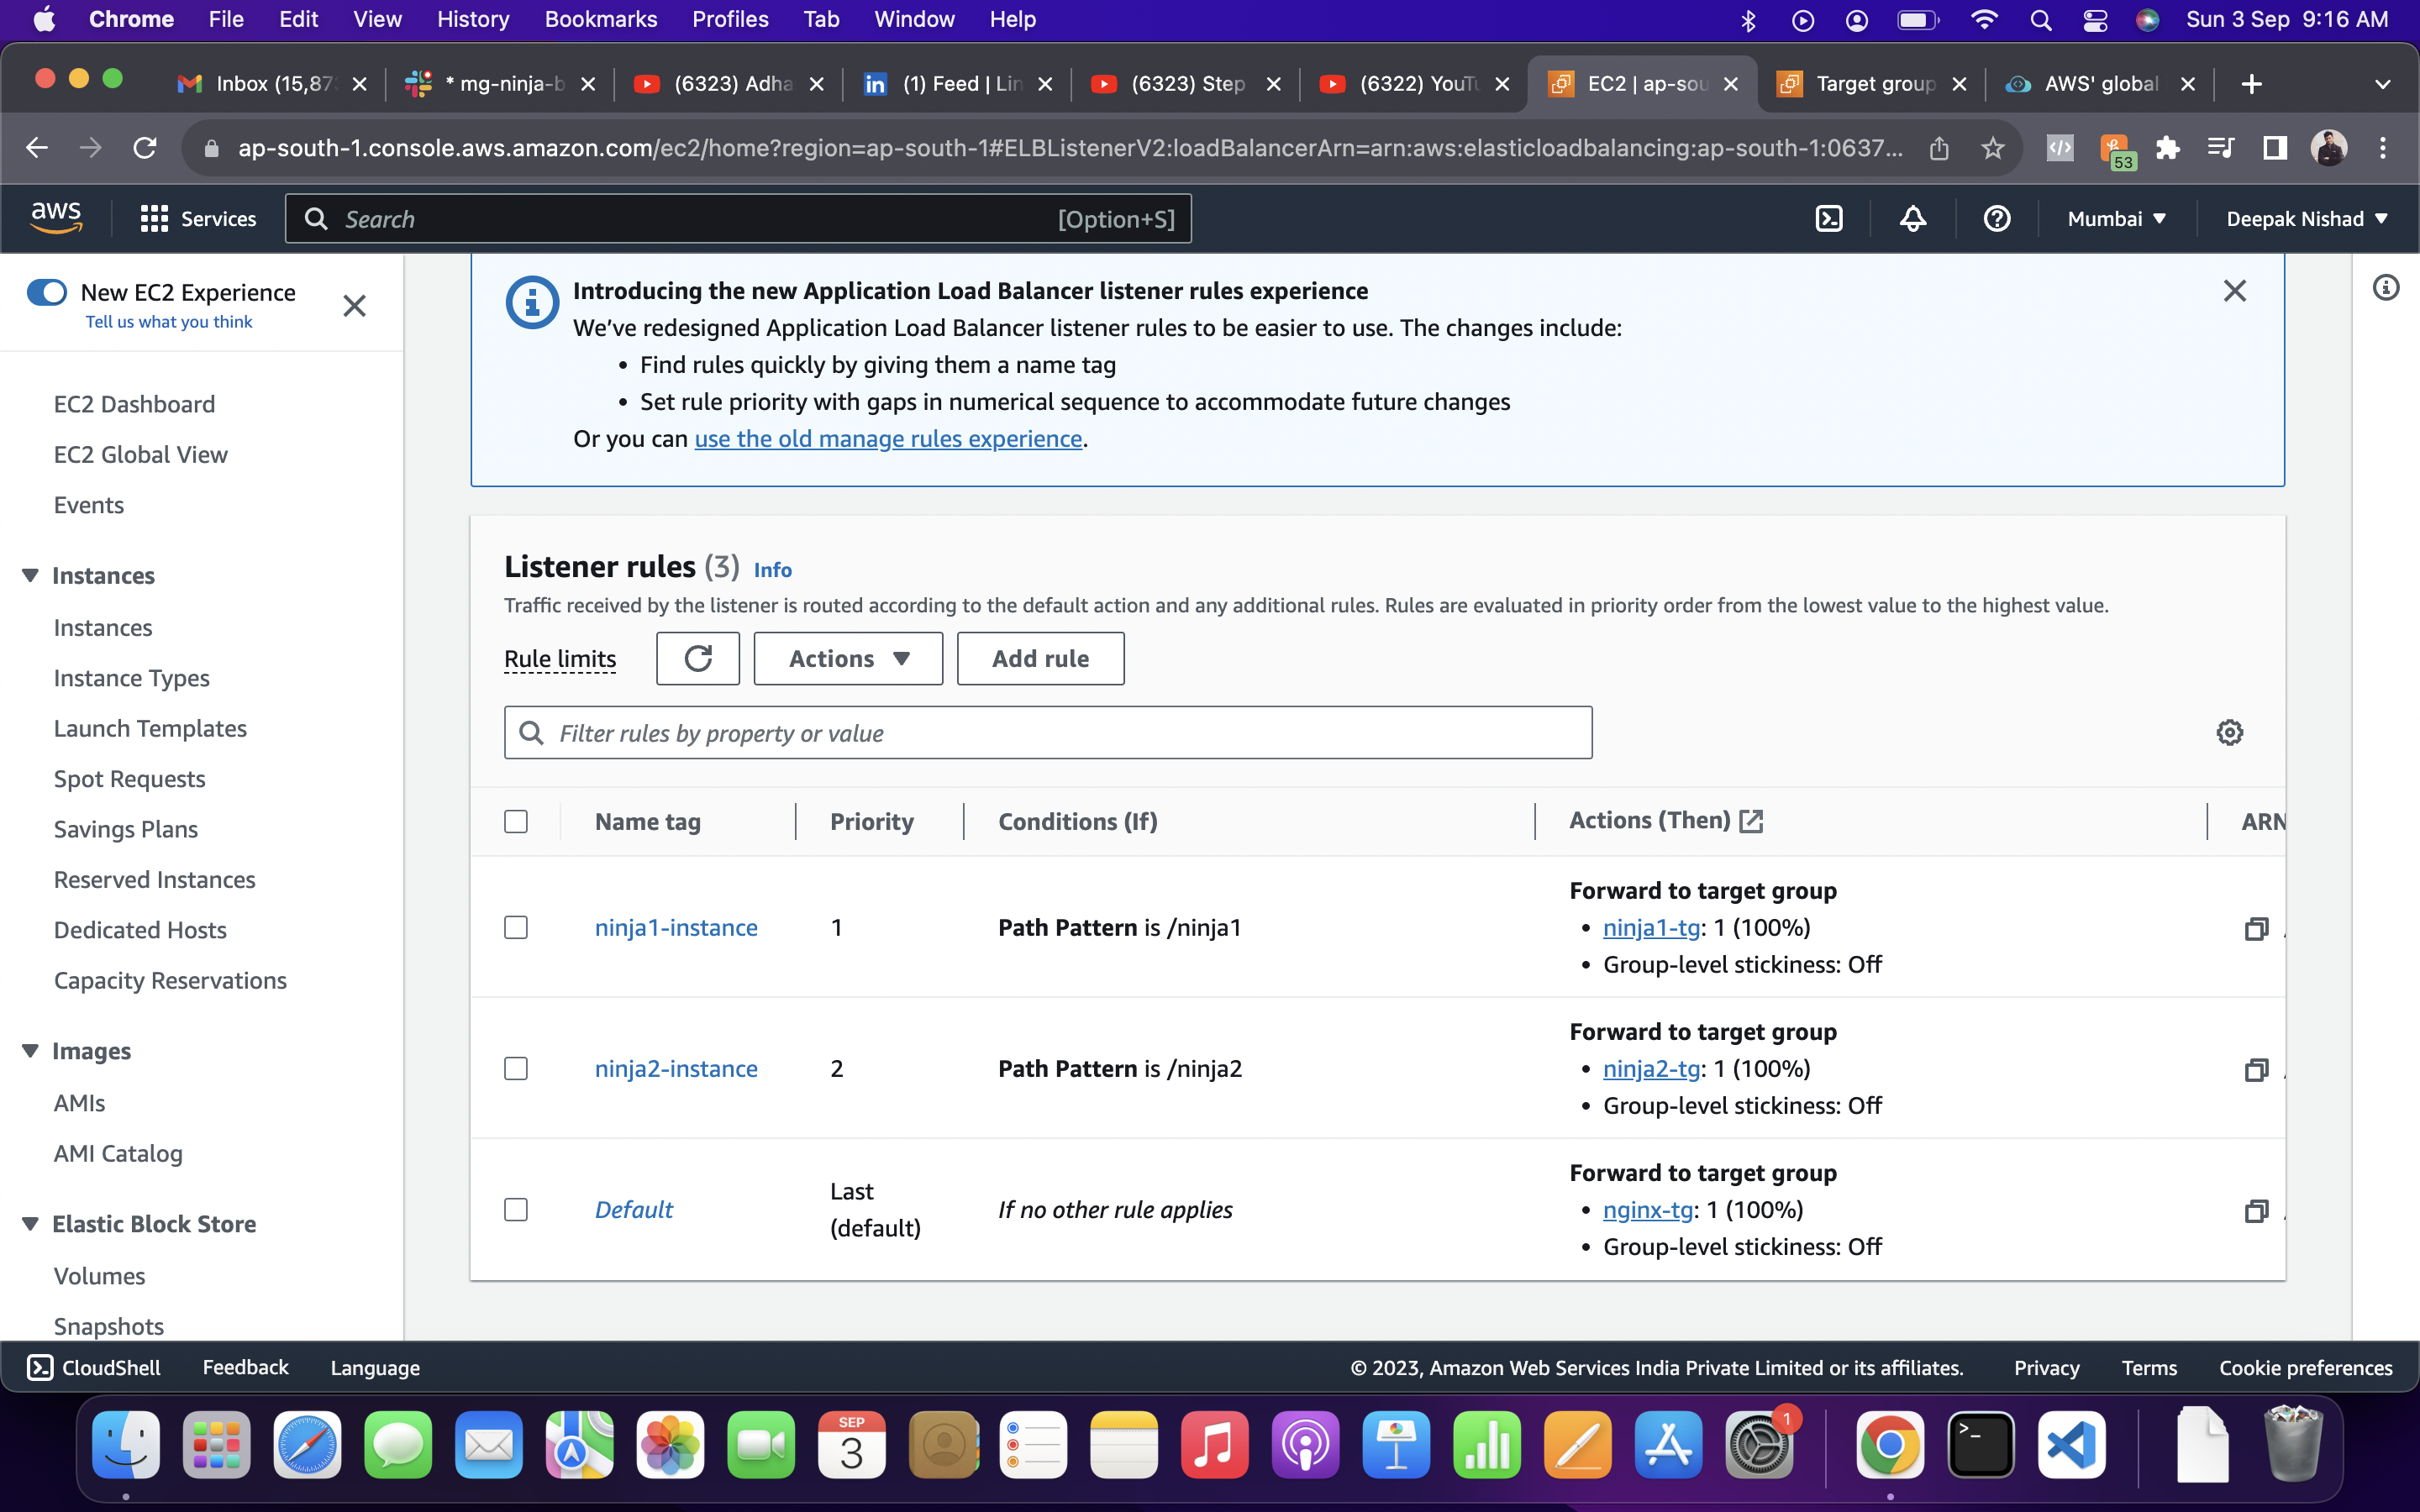 Chrome File Edit View History Bookmarks Profiles Tab Window Help Sun 3 Sep 9:16 AM
Inbox (15,87 * mg-ninja-b (6323) Adha (1) Feed | Lin (6323) Step (6322) YouTu EC2 | ap-sou Target group AWS' global
ap-south-1.console.aws.amazon.com/ec2/home?region=ap-south-1#ELBListenerV2:loadBalancerArn=arn:aws:elasticloadbalancing:ap-south-1:0637...
53
aws Services Search [Option+S] Mumbai Deepak Nishad
New EC2 Experience
Tell us what you think
EC2 Dashboard
EC2 Global View
Events
Instances
Instances
Instance Types
Launch Templates
Spot Requests
Savings Plans
Reserved Instances
Dedicated Hosts
Capacity Reservations
Images
AMIs
AMI Catalog
Elastic Block Store
Volumes
Snapshots
Introducing the new Application Load Balancer listener rules experience
We've redesigned Application Load Balancer listener rules to be easier to use. The changes include:
• Find rules quickly by giving them a name tag
• Set rule priority with gaps in numerical sequence to accommodate future changes
Or you can use the old manage rules experience.
Listener rules (3) Info
Traffic received by the listener is routed according to the default action and any additional rules. Rules are evaluated in priority order from the lowest value to the highest value.
Rule limits Actions Add rule
Filter rules by property or value
Name tag Priority Conditions (If) Actions (Then) ARN
Forward to target group
ninja1-instance 1 Path Pattern is /ninja1 • ninja1-tg: 1 (100%)
• Group-level stickiness: Off
Forward to target group
ninja2-instance 2 Path Pattern is /ninja2 • ninja2-tg: 1 (100%)
• Group-level stickiness: Off
Forward to target group
Default Last (default) If no other rule applies • nginx-tg: 1 (100%)
• Group-level stickiness: Off
CloudShell Feedback Language © 2023, Amazon Web Services India Private Limited or its affiliates. Privacy Terms Cookie preferences
SEP
3
1